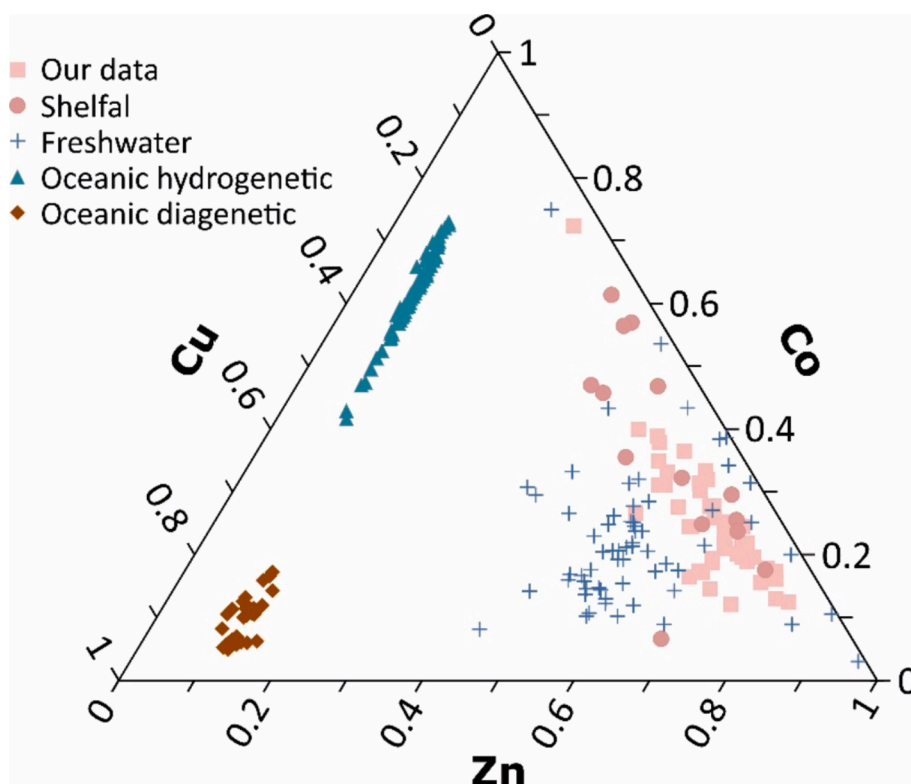 Our data
Shelfal
Freshwater
Oceanic hydrogenetic
Oceanic diagenetic
0
0.2
0.4
0.6
0.8
1
Cu
1
0.8
0.6
0.4
0.2
0
Co
0
0.2
0.4
0.6
0.8
1
Zn